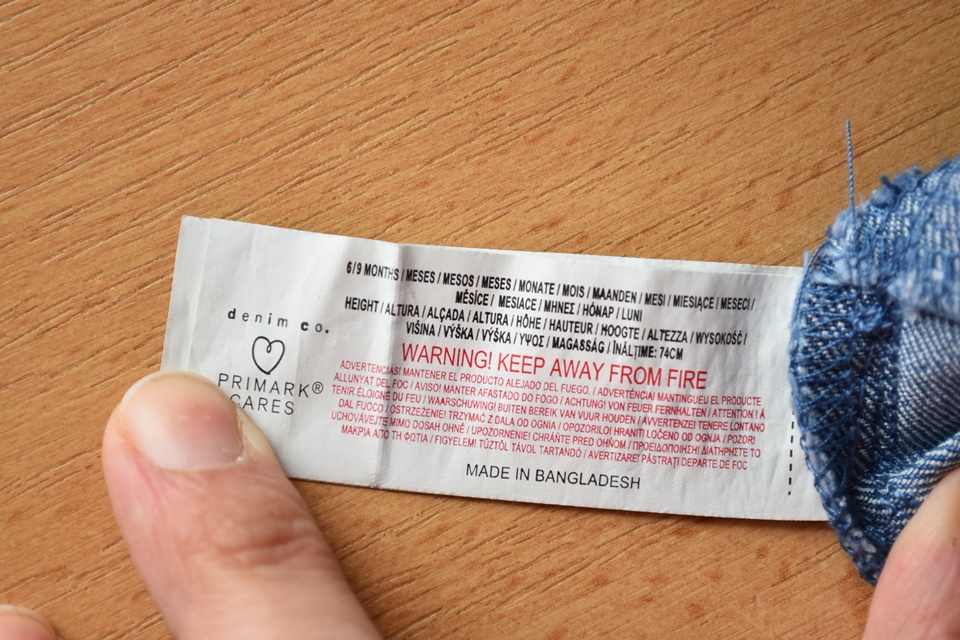 denim co.
PRIMARK®
CARES
6/9 MONTHS / MESES / MESOS / MESES / MONATE / MOIS / MAANDEN / MESI / MIESIĄCE / MESECI /
MĚSÍCE / MESIACE / ΜΗΝΕΣ / HÓNAP / LUNI
HEIGHT / ALTURA / ALÇADA / ALTURA / HÖHE / HAUTEUR / HOOGTE / ALTEZZA / WYSOKOŚĆ /
VIŠINA / VÝŠKA / VÝŠKA / ΥΨΟΣ / MAGASSÁG / ÎNĂLȚIME: 74CM
WARNING! KEEP AWAY FROM FIRE
ADVERTENCIAS! MANTENER EL PRODUCTO ALEJADO DEL FUEGO. / ADVERTÈNCIA! MANTINGUEU EL PRODUCTE
ALLUNYAT DEL FOC / AVISO! MANTER AFASTADO DO FOGO / ACHTUNG! VON FEUER FERNHALTEN / ATTENTION ! À
TENIR ÉLOIGNÉ DU FEU / WAARSCHUWING! BUITEN BEREIK VAN VUUR HOUDEN / AVVERTENZE! TENERE LONTANO
DAL FUOCO / OSTRZEŻENIE! TRZYMAĆ Z DALA OD OGNIA / OPOZORILO! HRANITI LOČENO OD OGNJA / POZOR!
UCHOVÁVEJTE MIMO DOSAH OHNĚ / UPOZORNENIE! CHRÁŇTE PRED OHŇOM / ΠΡΟΕΙΔΟΠΟΙΗΣΗ! ΔΙΑΤΗΡΗΣΤΕ ΤΟ
ΜΑΚΡΙΑ ΑΠΟ ΤΗ ΦΩΤΙΑ / FIGYELEM! TŰZTŐL TÁVOL TARTANDÓ / AVERTIZARE! PĂSTRAȚI DEPARTE DE FOC
MADE IN BANGLADESH